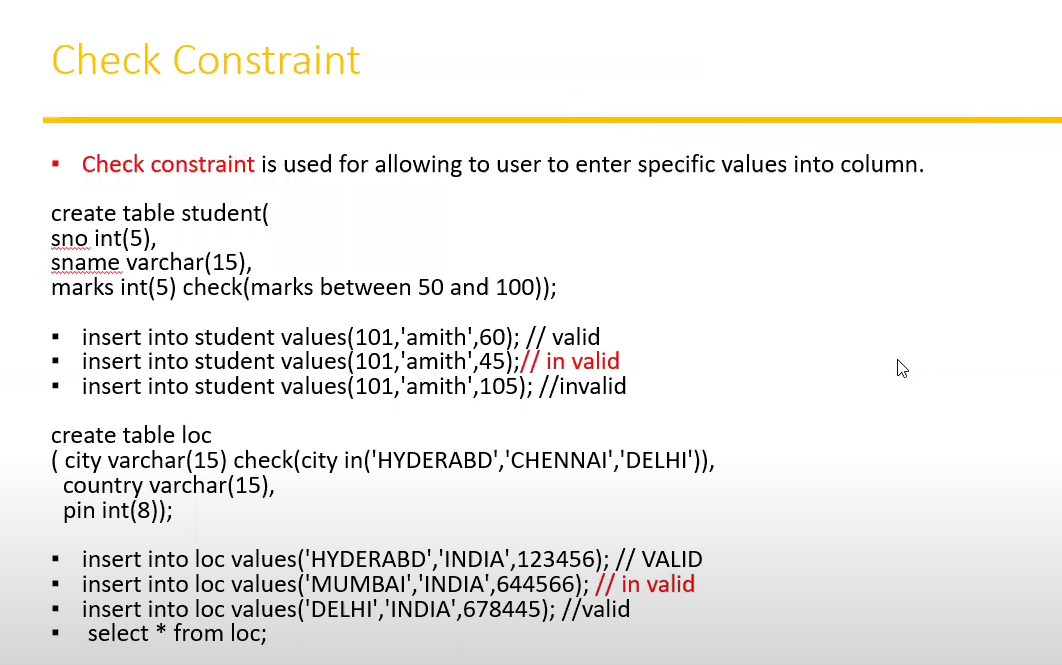 Check Constraint
▪ Check constraint is used for allowing to user to enter specific values into column.
create table student(
sno int(5),
sname varchar(15),
marks int(5) check(marks between 50 and 100));
▪ insert into student values(101,'amith',60); // valid
▪ insert into student values(101,'amith',45);// in valid
▪ insert into student values(101,'amith',105); //invalid
create table loc
( city varchar(15) check(city in('HYDERABD','CHENNAI','DELHI')),
country varchar(15),
pin int(8));
▪ insert into loc values('HYDERABD','INDIA',123456); // VALID
▪ insert into loc values('MUMBAI','INDIA',644566); // in valid
▪ insert into loc values('DELHI','INDIA',678445); //valid
▪ select * from loc;